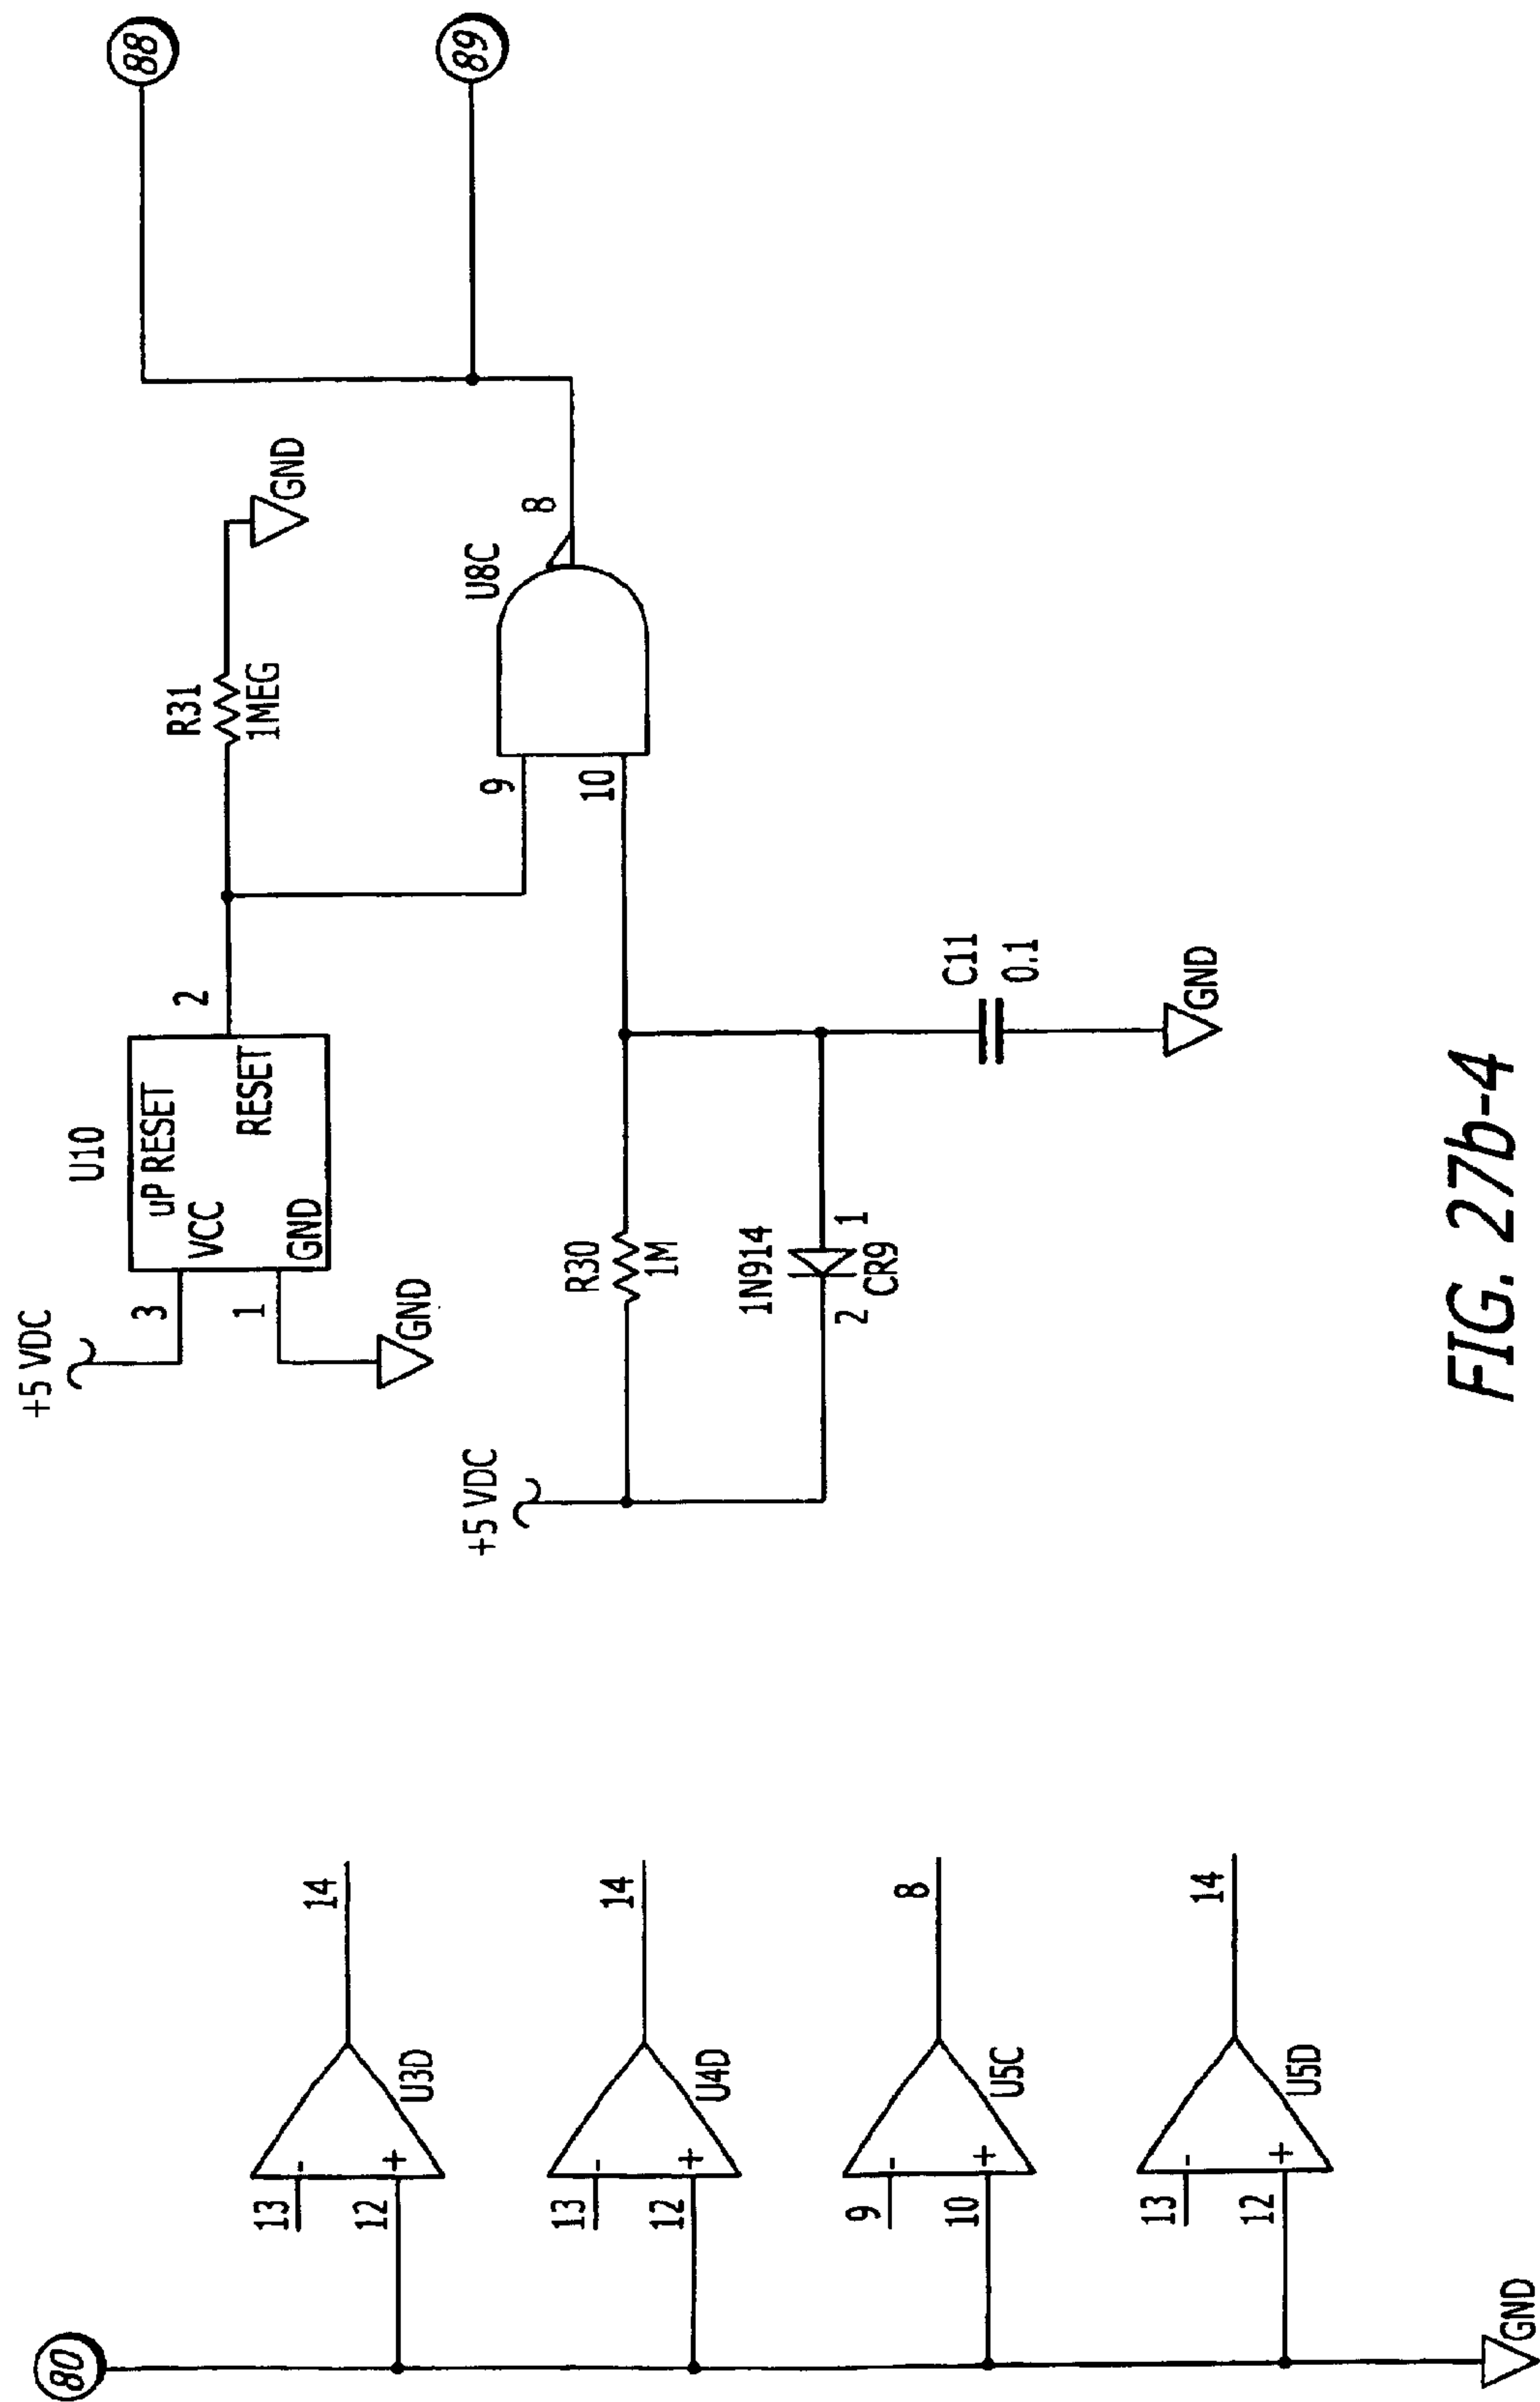 80
13
-
12
+
U3D
14
13
-
12
+
U4D
14
9
-
10
+
U5C
8
13
-
12
+
U5D
14
GND
+5 VDC
3
1
GND
U10
uP RESET
VCC
GND
RESET
2
R31
1MEG
GND
+5 VDC
R30
1M
1N914
2
1
CR9
C11
0.1
GND
9
10
U8C
8
88
89
FIG. 27b-4